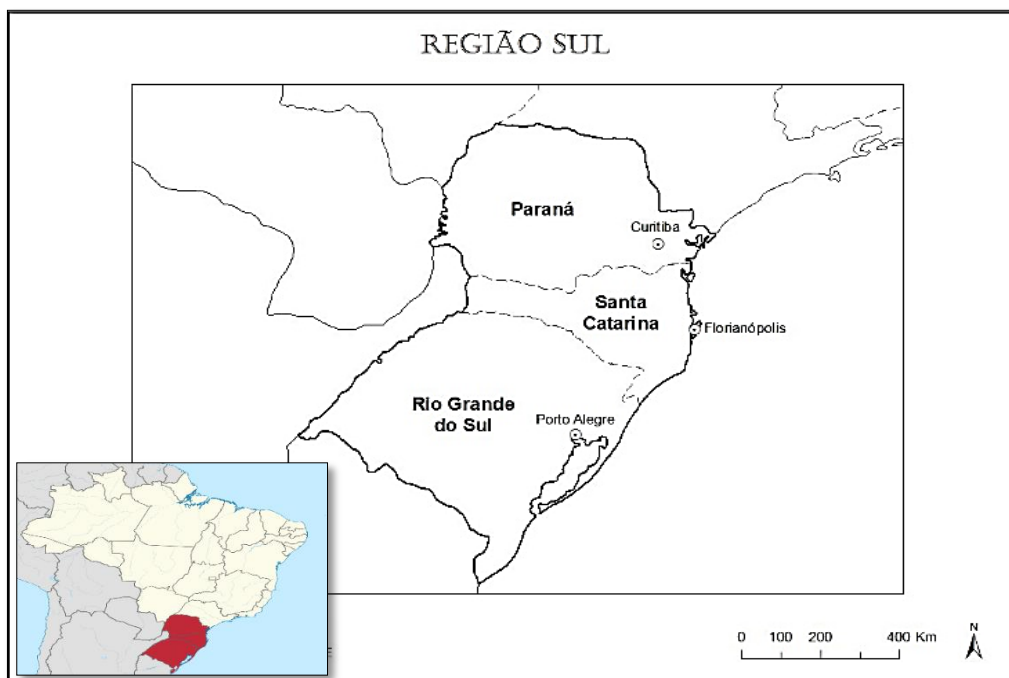 REGIÃO SUL
Paraná
Curitiba
Santa
Catarina
Florianópolis
Rio Grande
do Sul
Porto Alegre
N
0 100 200 400 Km